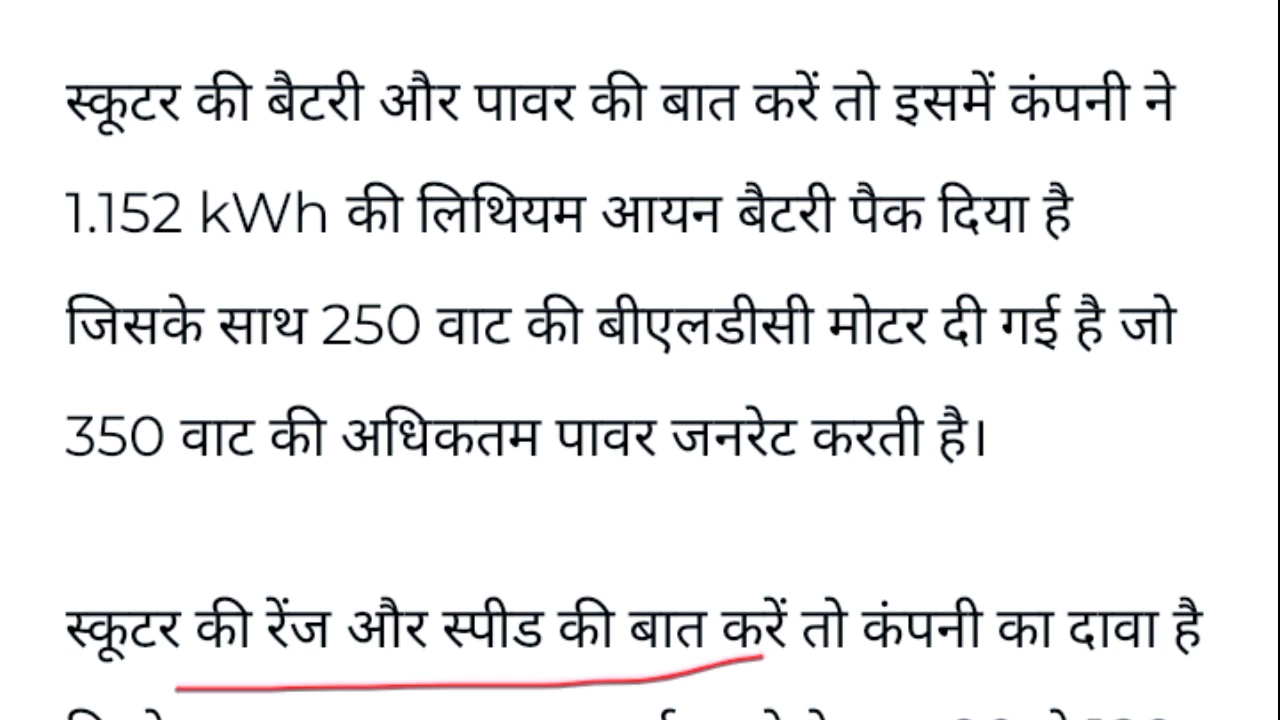 स्कूटर की बैटरी और पावर की बात करें तो इसमें कंपनी ने
1.152 kWh की लिथियम आयन बैटरी पैक दिया है
जिसके साथ 250 वाट की बीएलडीसी मोटर दी गई है जो
350 वाट की अधिकतम पावर जनरेट करती है।
स्कूटर की रेंज और स्पीड की बात करें तो कंपनी का दावा है